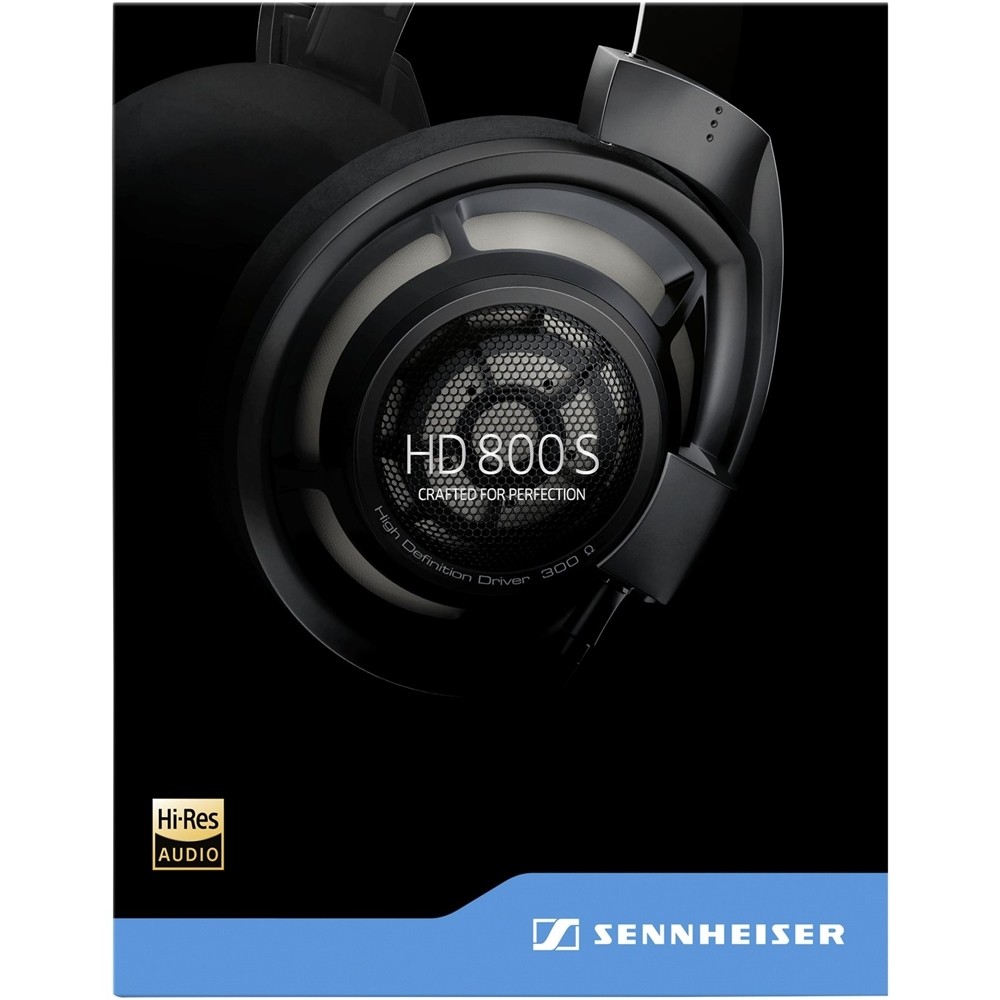 HD 800 S
CRAFTED FOR PERFECTION
High Definition Driver 300 Ω
Hi-Res
AUDIO
SENNHEISER